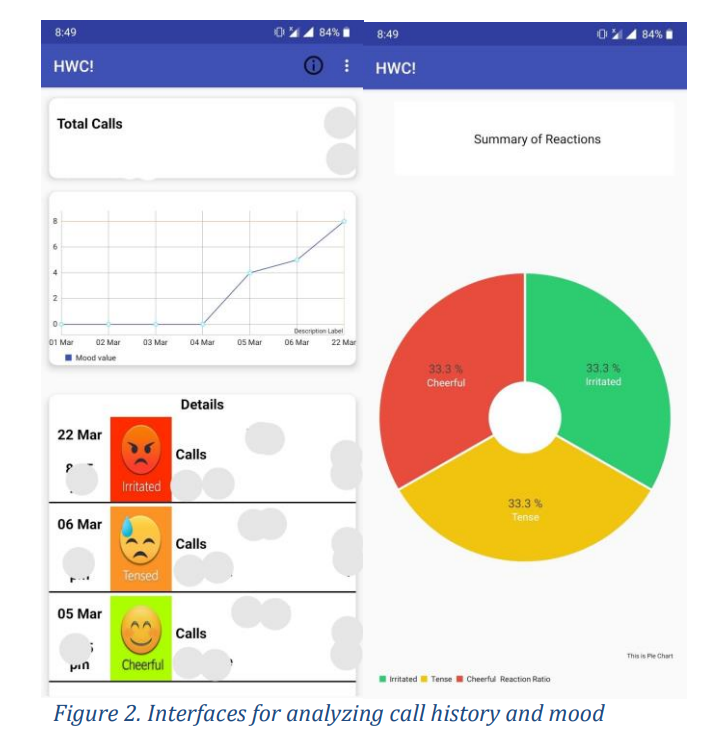 8:49
84%
HWC!
Total Calls
8
6
4
2
0
Description Label
01 Mar 02 Mar 03 Mar 04 Mar 05 Mar 06 Mar 22 Mar
Mood value
Details
22 Mar
Calls
Irritated
06 Mar
Calls
Tensed
05 Mar
Calls
pm
Cheerful
8:49
84%
HWC!
Summary of Reactions
33.3 %
Cheerful
33.3 %
Irritated
33.3 %
Tense
This is Pie Chart
Irritated Tense Cheerful Reaction Ratio
Figure 2. Interfaces for analyzing call history and mood